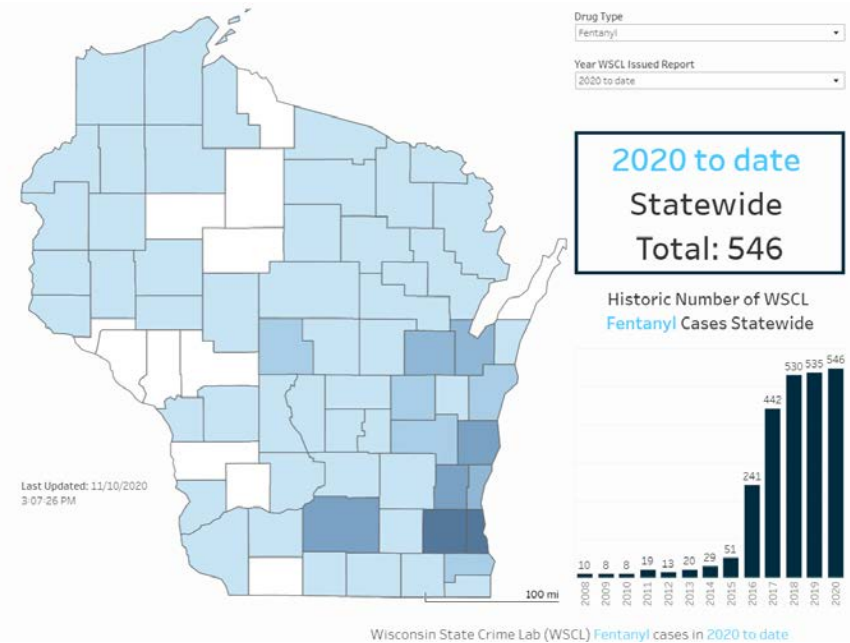 Drug Type
Fentanyl
Year WSCL Issued Report
2020 to date
2020 to date
Statewide
Total: 546
Historic Number of WSCL
Fentanyl Cases Statewide
10 8 8 19 13 20 29 51 241 442 530 535 546
2008 2009 2010 2011 2012 2013 2014 2015 2016 2017 2018 2019 2020
Last Updated: 11/10/2020
3:07:26 PM
100 mi
Wisconsin State Crime Lab (WSCL) Fentanyl cases in 2020 to date